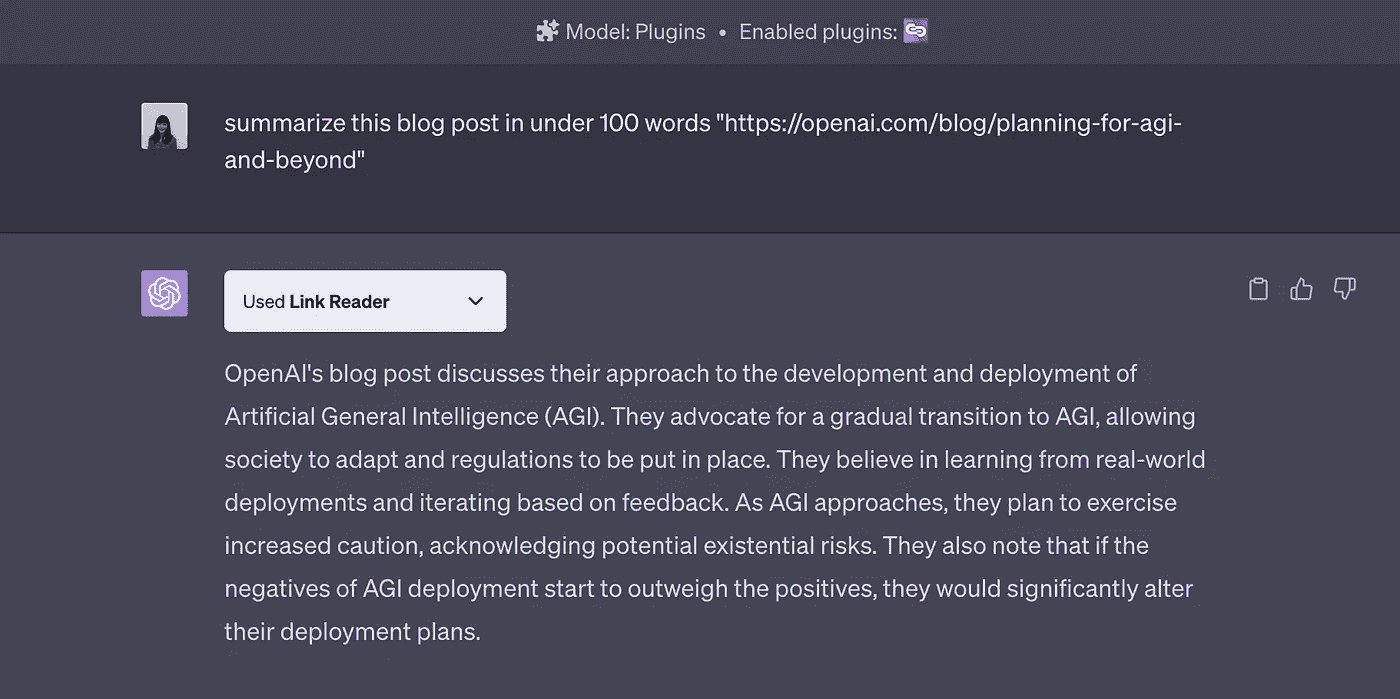 Model: Plugins • Enabled plugins:
summarize this blog post in under 100 words "https://openai.com/blog/planning-for-agi-
and-beyond"
Used Link Reader
OpenAI's blog post discusses their approach to the development and deployment of
Artificial General Intelligence (AGI). They advocate for a gradual transition to AGI, allowing
society to adapt and regulations to be put in place. They believe in learning from real-world
deployments and iterating based on feedback. As AGI approaches, they plan to exercise
increased caution, acknowledging potential existential risks. They also note that if the
negatives of AGI deployment start to outweigh the positives, they would significantly alter
their deployment plans.